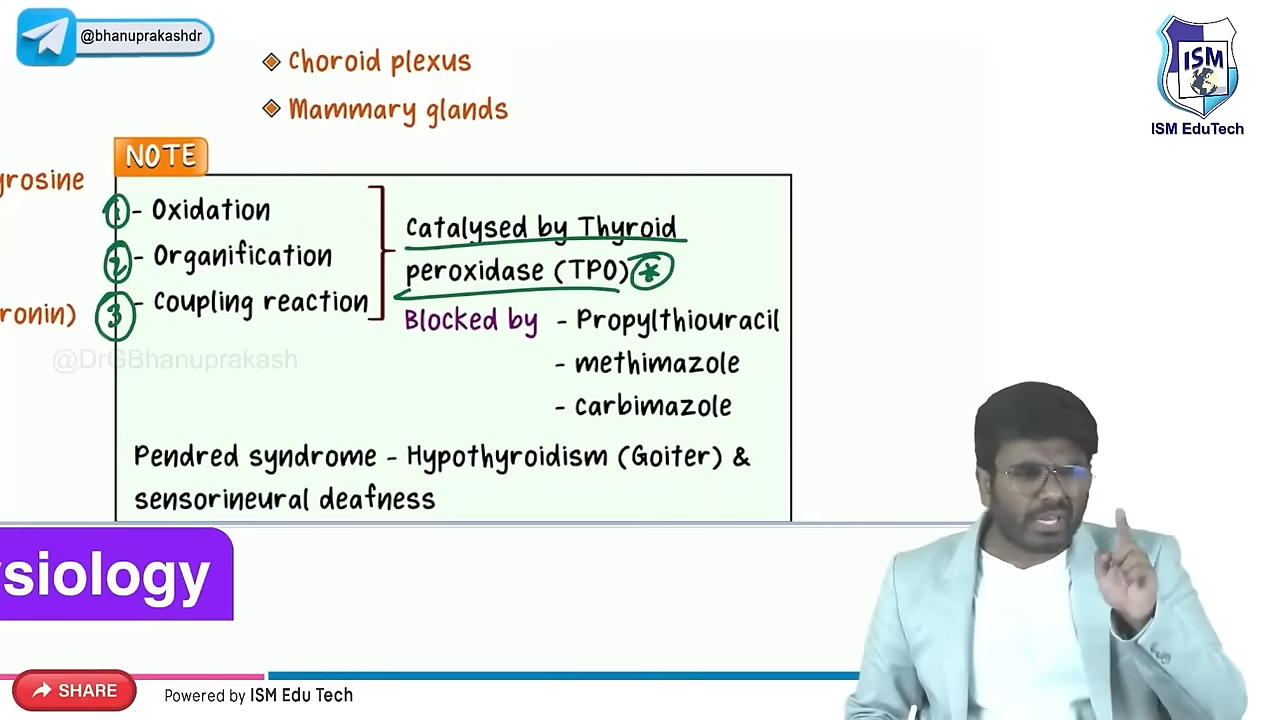 @bhanuprakashdr
Choroid plexus
Mammary glands
ISM
ISM EduTech
NOTE
yrosine
1 - Oxidation
2 - Organification
3 - Coupling reaction
Catalysed by Thyroid
peroxidase (TPO) *
ronin)
Blocked by - Propylthiouracil
- methimazole
- carbimazole
@DrGBhanuprakash
Pendred syndrome - Hypothyroidism (Goiter) &
sensorineural deafness
ysiology
SHARE
Powered by ISM Edu Tech